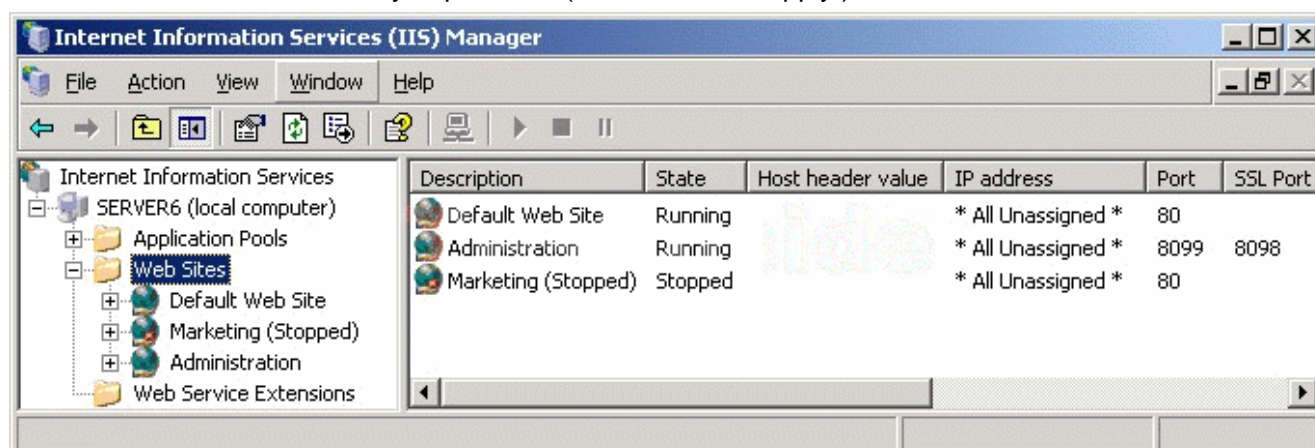 Internet Information Services (IIS) Manager
File Action View Window Help
Internet Information Services
SERVER6 (local computer)
Application Pools
Web Sites
Default Web Site
Marketing (Stopped)
Administration
Web Service Extensions
Description State Host header value IP address Port SSL Port
Default Web Site Running * All Unassigned * 80
Administration Running * All Unassigned * 8099 8098
Marketing (Stopped) Stopped * All Unassigned * 80